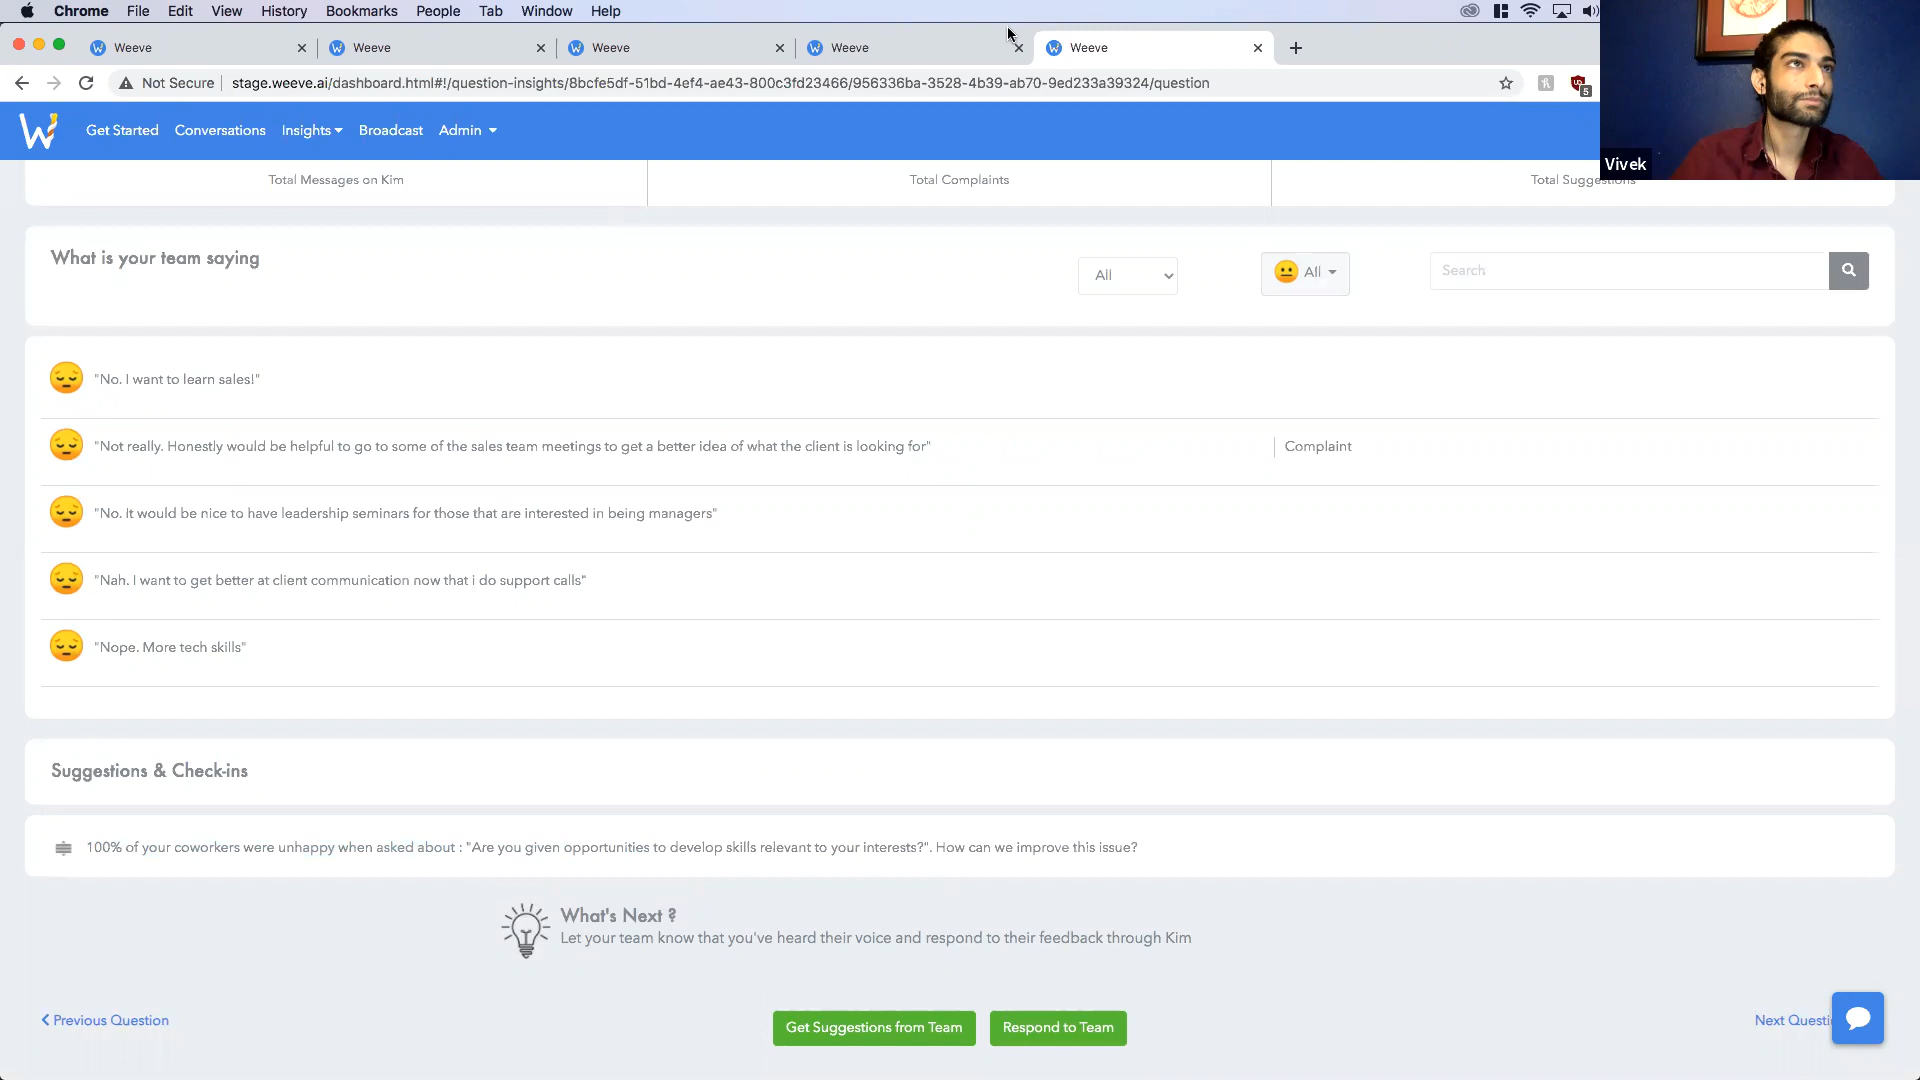 Chrome File Edit View History Bookmarks People Tab Window Help
Weeve Weeve Weeve Weeve Weeve
Not Secure stage.weeve.ai/dashboard.html#!/question-insights/8bcfe5df-51bd-4ef4-ae43-800c3fd23466/956336ba-3528-4b39-ab70-9ed233a39324/question
5
W Get Started Conversations Insights Broadcast Admin
Vivek
Total Messages on Kim Total Complaints Total Suggestions
What is your team saying
All All Search
"No. I want to learn sales!"
"Not really. Honestly would be helpful to go to some of the sales team meetings to get a better idea of what the client is looking for" Complaint
"No. It would be nice to have leadership seminars for those that are interested in being managers"
"Nah. I want to get better at client communication now that i do support calls"
"Nope. More tech skills"
Suggestions & Check-ins
100% of your coworkers were unhappy when asked about : "Are you given opportunities to develop skills relevant to your interests?". How can we improve this issue?
What's Next ?
Let your team know that you've heard their voice and respond to their feedback through Kim
Previous Question Get Suggestions from Team Respond to Team Next Questi